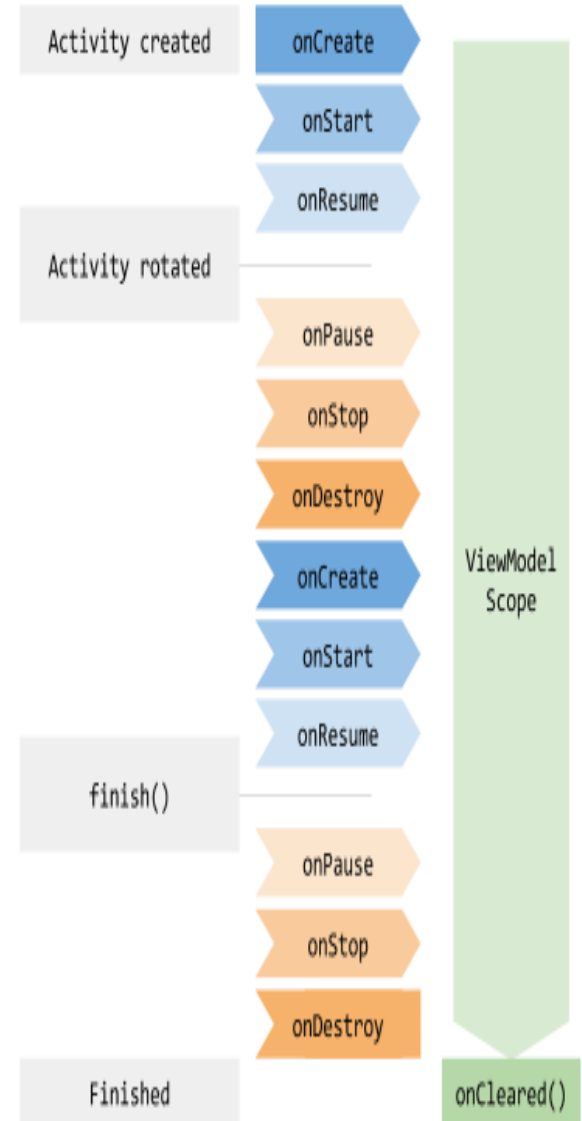 Activity created
onCreate
onStart
onResume
Activity rotated
onPause
onStop
onDestroy
onCreate
ViewModel
Scope
onStart
onResume
finish()
onPause
onStop
onDestroy
Finished
onCleared()